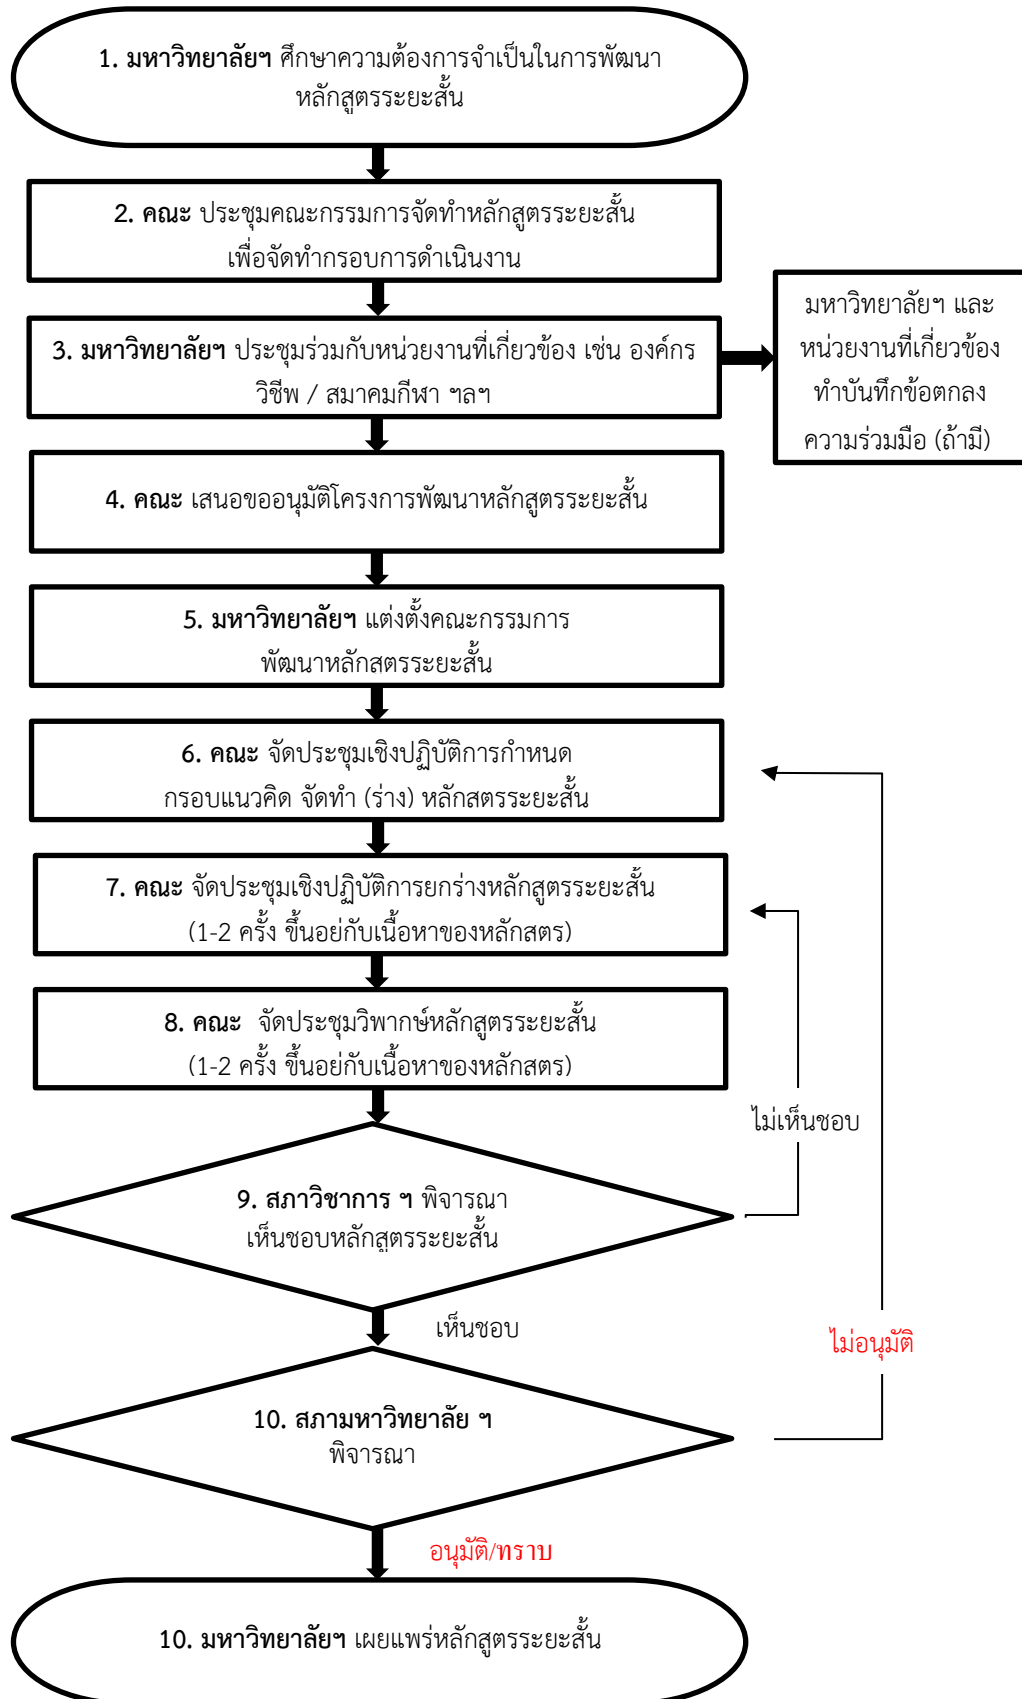 1. มหาวิทยาลัยฯ ศึกษาความต้องการจำเป็นในการพัฒนา
หลักสูตรระยะสั้น
2. คณะ ประชุมคณะกรรมการจัดทำหลักสูตรระยะสั้น
เพื่อจัดทำกรอบการดำเนินงาน
3. มหาวิทยาลัยฯ ประชุมร่วมกับหน่วยงานที่เกี่ยวข้อง เช่น องค์กร
วิชีพ / สมาคมกีฬา ฯลฯ
มหาวิทยาลัยฯ และ
หน่วยงานที่เกี่ยวข้อง
ทำบันทึกข้อตกลง
ความร่วมมือ (ถ้ามี)
4. คณะ เสนอขออนุมัติโครงการพัฒนาหลักสูตรระยะสั้น
5. มหาวิทยาลัยฯ แต่งตั้งคณะกรรมการ
พัฒนาหลักสตรระยะสั้น
6. คณะ จัดประชุมเชิงปฏิบัติการกำหนด
กรอบแนวคิด จัดทำ (ร่าง) หลักสตรระยะสั้น
7. คณะ จัดประชุมเชิงปฏิบัติการยกร่างหลักสูตรระยะสั้น
(1-2 ครั้ง ขึ้นอย่กับเนื้อหาของหลักสตร)
8. คณะ จัดประชุมวิพากษ์หลักสูตรระยะสั้น
(1-2 ครั้ง ขึ้นอย่กับเนื้อหาของหลักสตร)
ไม่เห็นชอบ
9. สภาวิชาการ ฯ พิจารณา
เห็นชอบหลักสูตรระยะสั้น
เห็นชอบ
ไม่อนุมัติ
10. สภามหาวิทยาลัย ฯ
พิจารณา
อนุมัติ/ทราบ
10. มหาวิทยาลัยฯ เผยแพร่หลักสูตรระยะสั้น